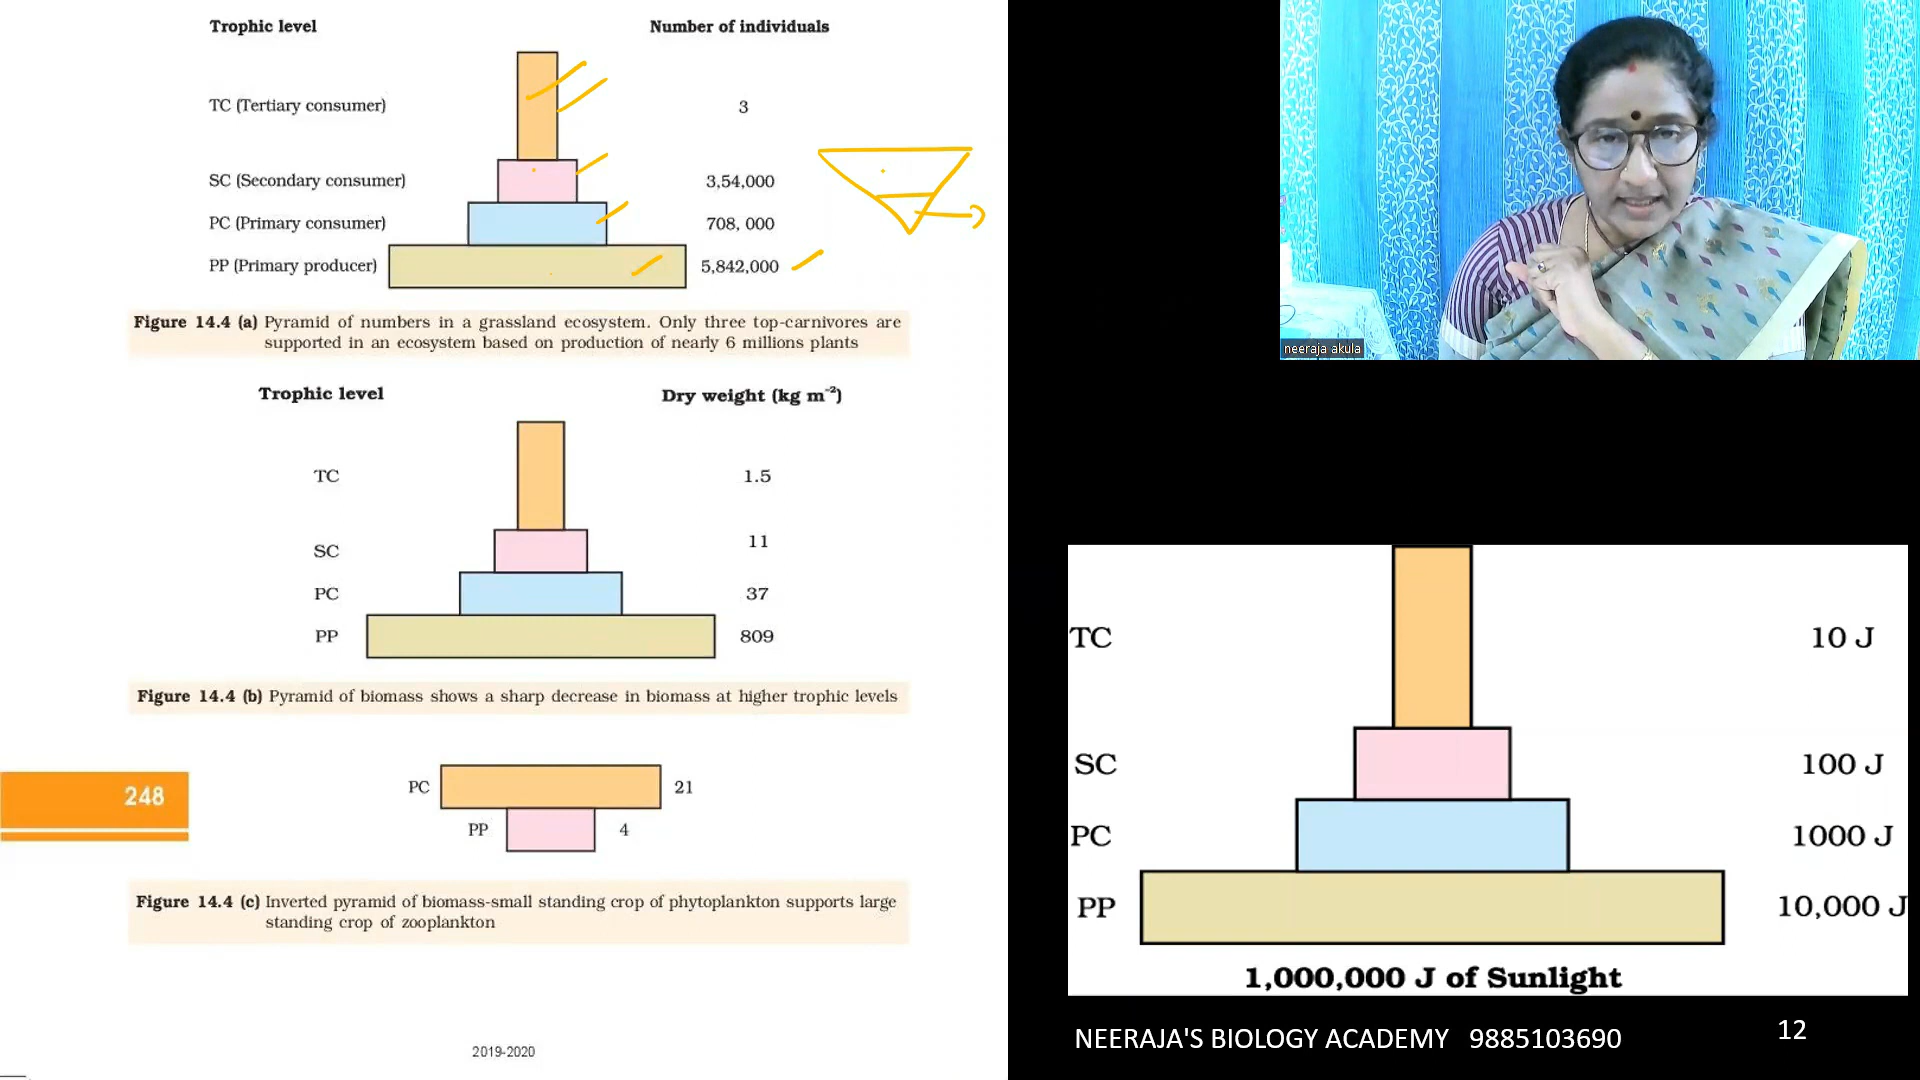 Trophic level Number of individuals
TC (Tertiary consumer) 3
SC (Secondary consumer) 3,54,000
PC (Primary consumer) 708, 000
PP (Primary producer) 5,842,000
Figure 14.4 (a) Pyramid of numbers in a grassland ecosystem. Only three top-carnivores are
supported in an ecosystem based on production of nearly 6 millions plants
Trophic level Dry weight (kg m⁻²)
TC 1.5
SC 11
PC 37
PP 809
Figure 14.4 (b) Pyramid of biomass shows a sharp decrease in biomass at higher trophic levels
248
PC 21
PP 4
Figure 14.4 (c) Inverted pyramid of biomass-small standing crop of phytoplankton supports large
standing crop of zooplankton
2019-2020
neeraja akula
TC 10 J
SC 100 J
PC 1000 J
PP 10,000 J
1,000,000 J of Sunlight
NEERAJA'S BIOLOGY ACADEMY 9885103690
12